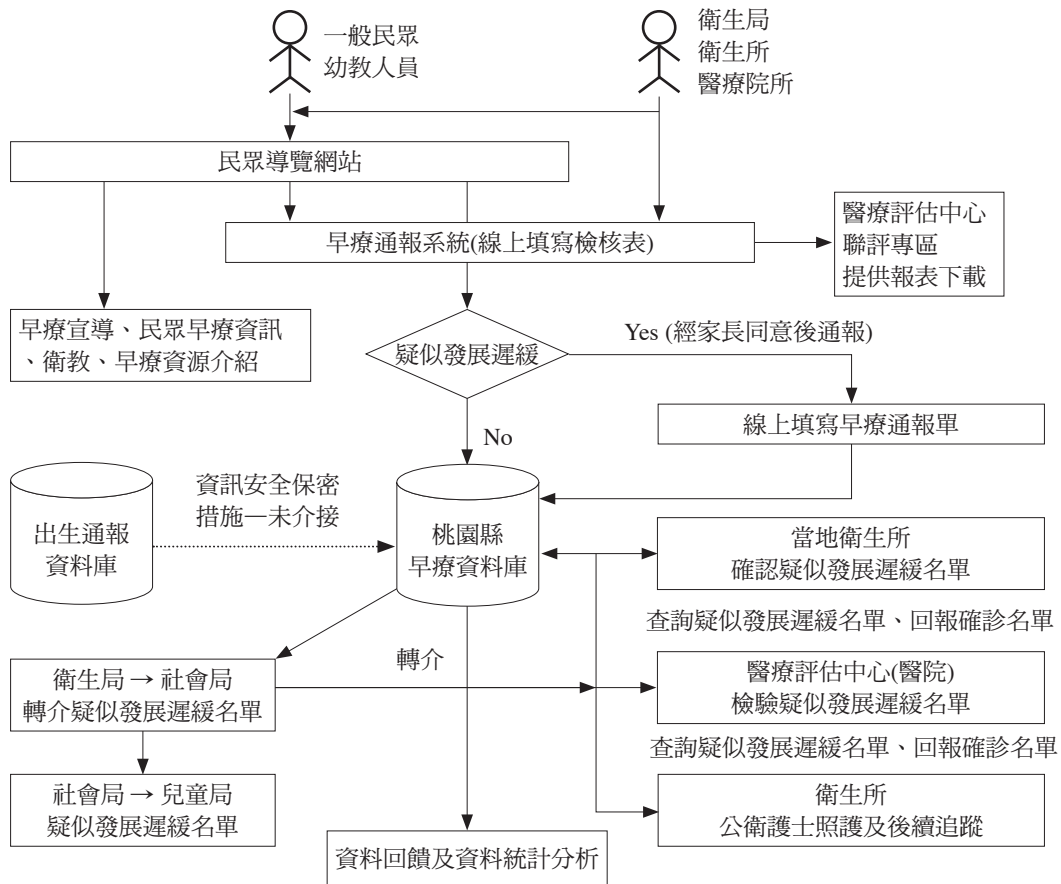 一般民眾
幼教人員
衛生局
衛生所
醫療院所
民眾導覽網站
早療通報系統(線上填寫檢核表)
醫療評估中心
聯評專區
提供報表下載
早療宣導、民眾早療資訊
、衛教、早療資源介紹
疑似發展遲緩
Yes (經家長同意後通報)
線上填寫早療通報單
No
出生通報
資料庫
資訊安全保密
措施—未介接
桃園縣
早療資料庫
當地衛生所
確認疑似發展遲緩名單
查詢疑似發展遲緩名單、回報確診名單
衛生局 → 社會局
轉介疑似發展遲緩名單
轉介
醫療評估中心(醫院)
檢驗疑似發展遲緩名單
查詢疑似發展遲緩名單、回報確診名單
社會局 → 兒童局
疑似發展遲緩名單
衛生所
公衛護士照護及後續追蹤
資料回饋及資料統計分析